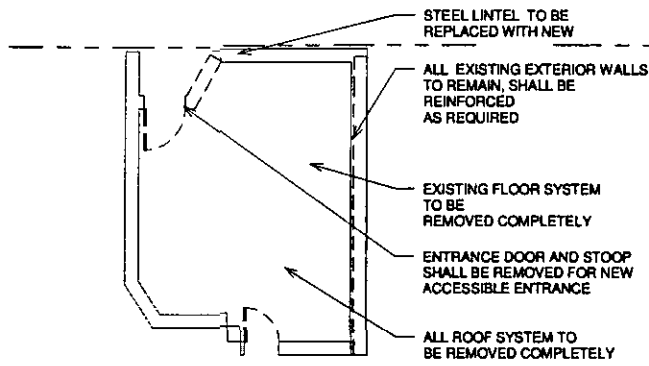 STEEL LINTEL TO BE
REPLACED WITH NEW
ALL EXISTING EXTERIOR WALLS
TO REMAIN, SHALL BE
REINFORCED
AS REQUIRED
EXISTING FLOOR SYSTEM
TO BE
REMOVED COMPLETELY
ENTRANCE DOOR AND STOOP
SHALL BE REMOVED FOR NEW
ACCESSIBLE ENTRANCE
ALL ROOF SYSTEM TO
BE REMOVED COMPLETELY